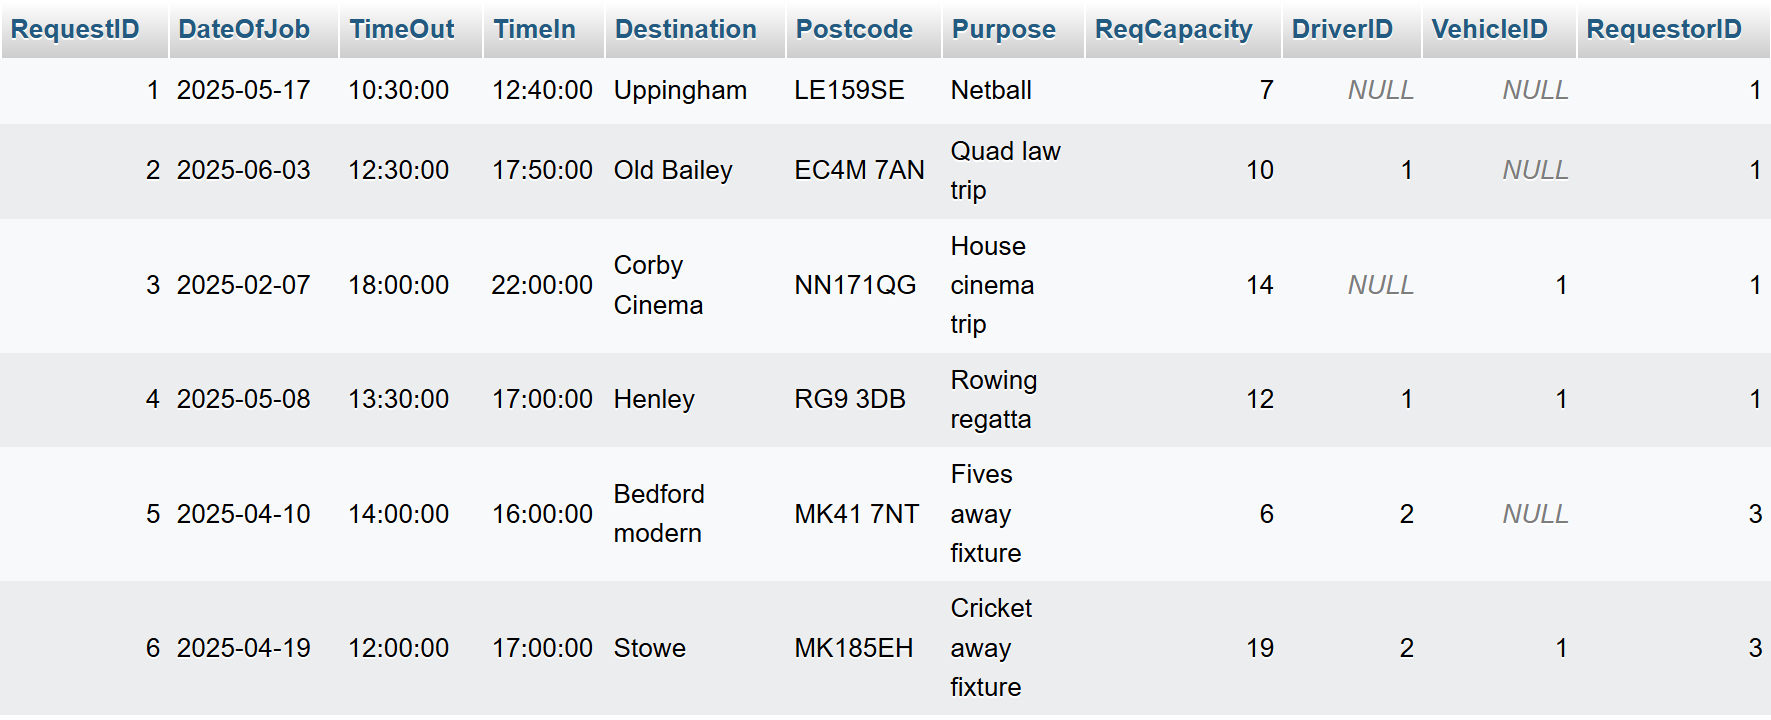 RequestID DateOfJob TimeOut TimeIn Destination Postcode Purpose ReqCapacity DriverID VehicleID RequestorID
1 2025-05-17 10:30:00 12:40:00 Uppingham LE159SE Netball 7 NULL NULL 1
2 2025-06-03 12:30:00 17:50:00 Old Bailey EC4M 7AN Quad law
trip 10 1 NULL 1
3 2025-02-07 18:00:00 22:00:00 Corby
Cinema NN171QG House
cinema
trip 14 NULL 1 1
4 2025-05-08 13:30:00 17:00:00 Henley RG9 3DB Rowing
regatta 12 1 1 1
5 2025-04-10 14:00:00 16:00:00 Bedford
modern MK41 7NT Fives
away
fixture 6 2 NULL 3
6 2025-04-19 12:00:00 17:00:00 Stowe MK185EH Cricket
away
fixture 19 2 1 3